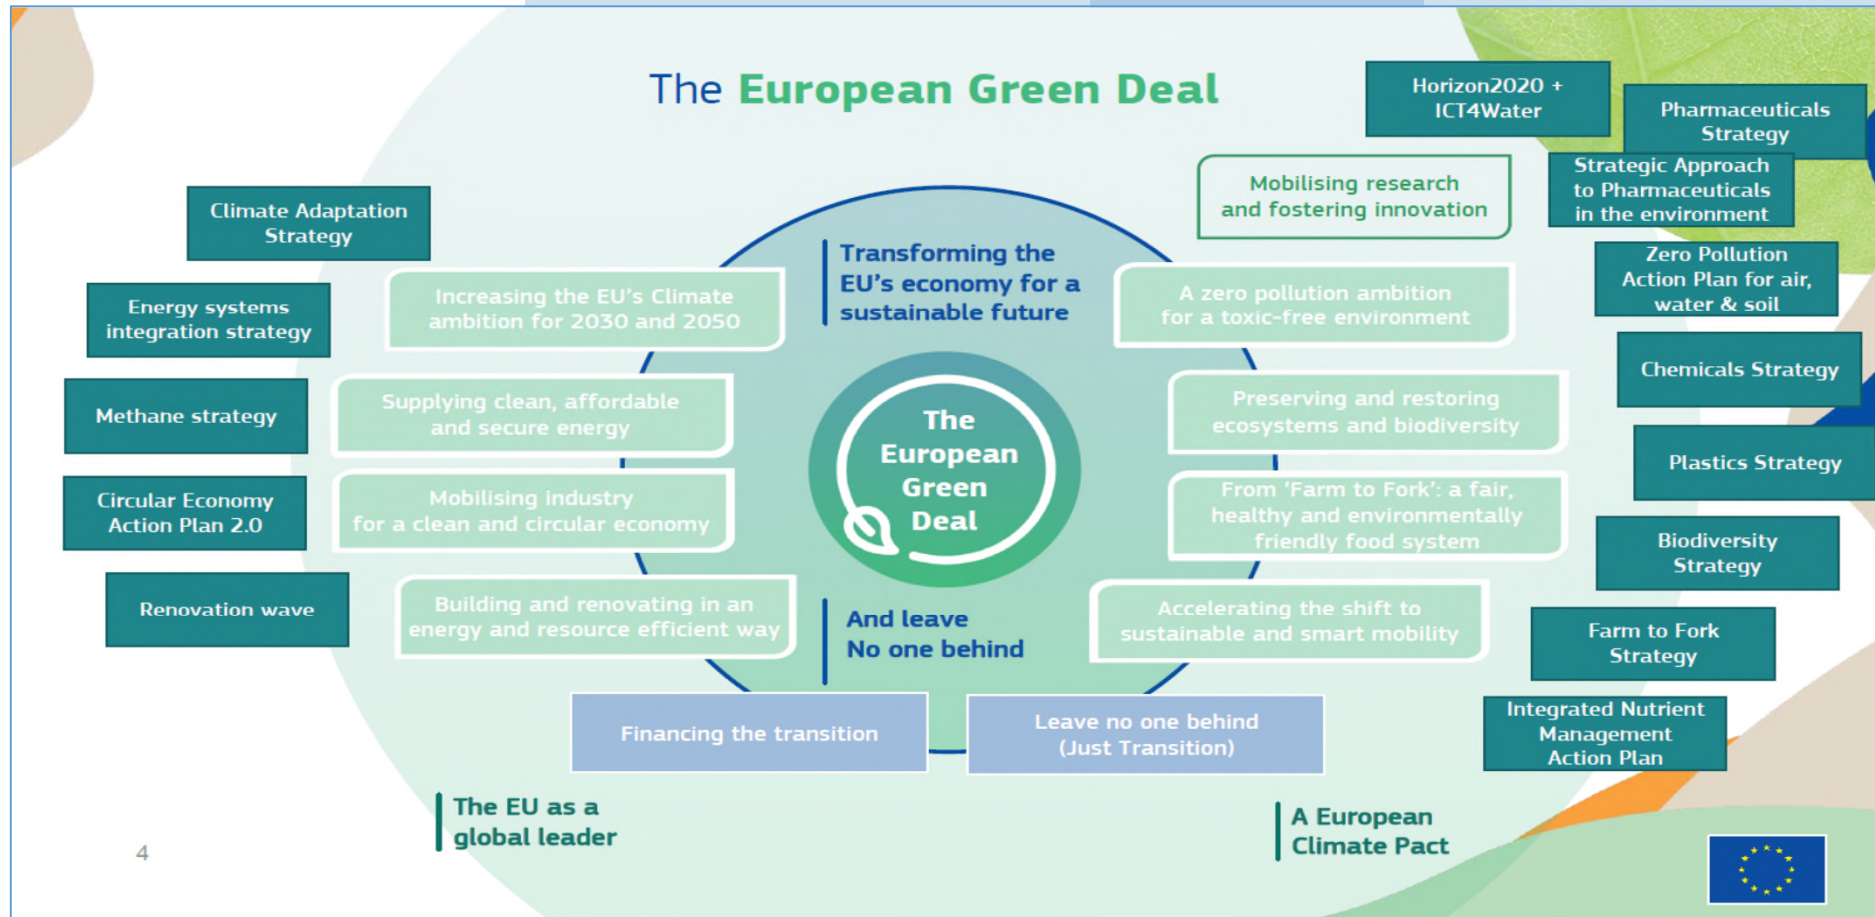 The European Green Deal
Horizon2020 +
ICT4Water
Pharmaceuticals
Strategy
Mobilising research
and fostering innovation
Strategic Approach
to Pharmaceuticals
in the environment
Climate Adaptation
Strategy
Transforming the
EU's economy for a
sustainable future
Zero Pollution
Action Plan for air,
water & soil
Energy systems
integration strategy
Increasing the EU's Climate
ambition for 2030 and 2050
A zero pollution ambition
for a toxic-free environment
Chemicals Strategy
Methane strategy
Supplying clean, affordable
and secure energy
The
European
Green
Deal
Preserving and restoring
ecosystems and biodiversity
Plastics Strategy
Circular Economy
Action Plan 2.0
Mobilising industry
for a clean and circular economy
From 'Farm to Fork': a fair,
healthy and environmentally
friendly food system
Biodiversity
Strategy
Renovation wave
Building and renovating in an
energy and resource efficient way
And leave
No one behind
Accelerating the shift to
sustainable and smart mobility
Farm to Fork
Strategy
Financing the transition
Leave no one behind
(Just Transition)
Integrated Nutrient
Management
Action Plan
The EU as a
global leader
A European
Climate Pact
4